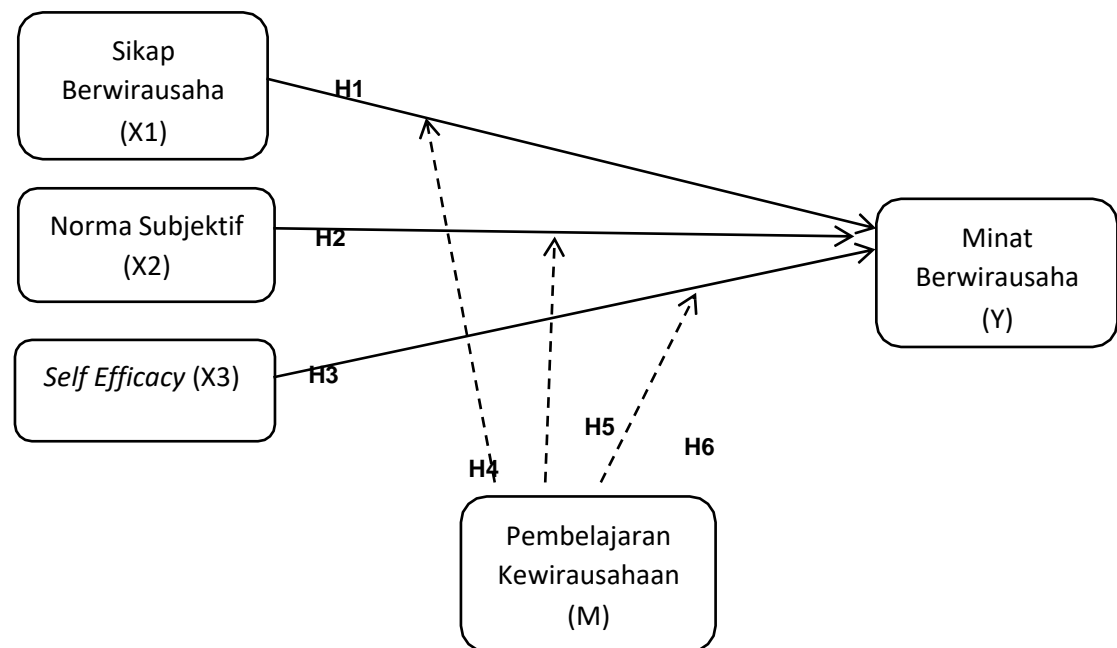 Sikap
Berwirausaha
(X1)
H1
Norma Subjektif
(X2)
H2
Minat
Berwirausaha
(Y)
Self Efficacy (X3)
H3
H5
H6
H4
Pembelajaran
Kewirausahaan
(M)